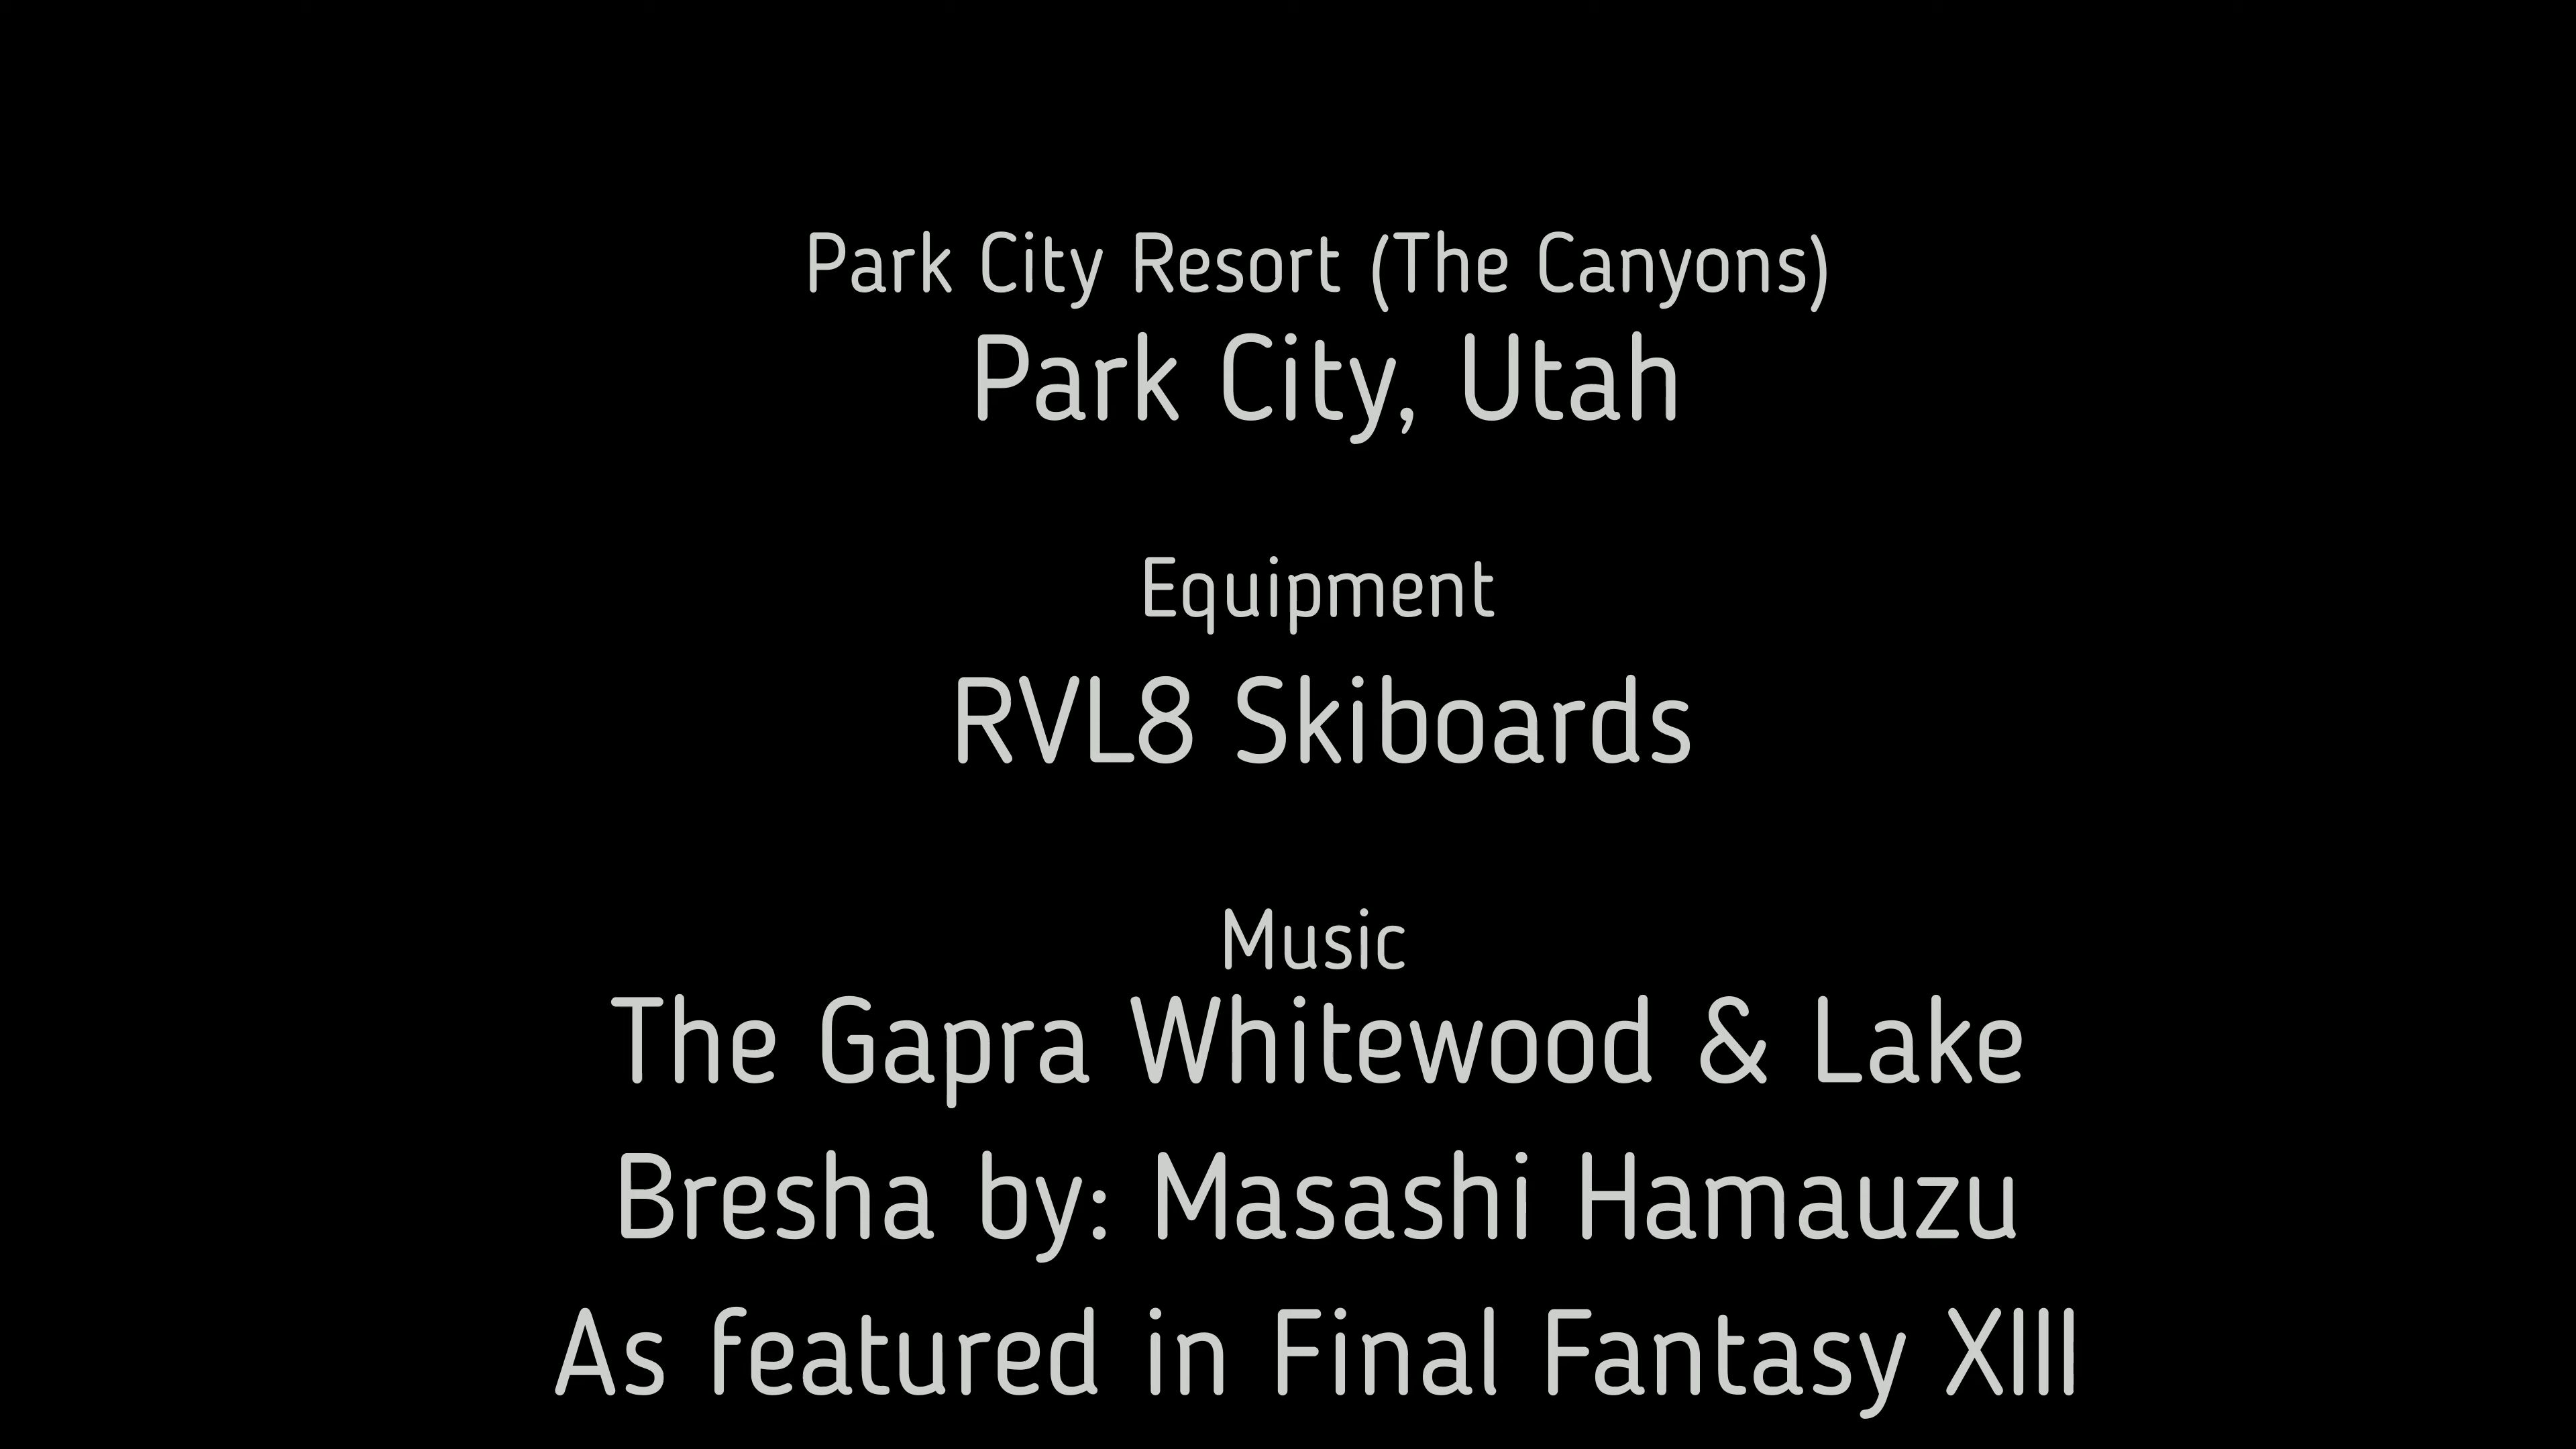 Park City Resort (The Canyons)
Park City, Utah
Equipment
RVL8 Skiboards
Music
The Gapra Whitewood & Lake
Bresha by: Masashi Hamauzu
As featured in Final Fantasy XIII